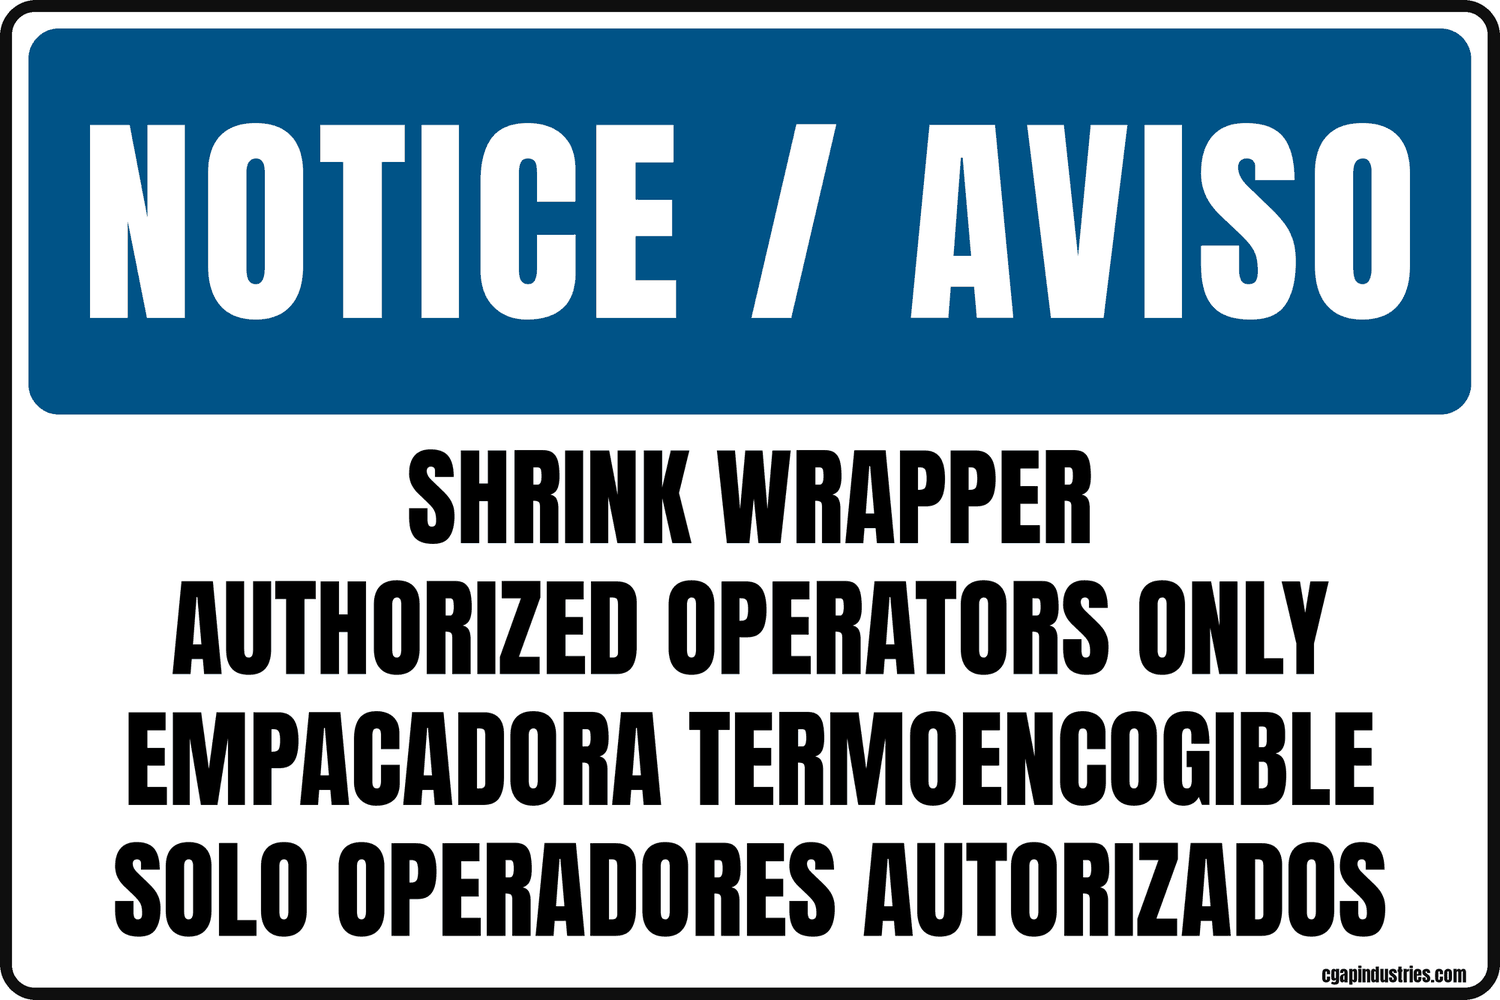 NOTICE / AVISO
SHRINK WRAPPER
AUTHORIZED OPERATORS ONLY
EMPACADORA TERMOENCOGIBLE
SOLO OPERADORES AUTORIZADOS
cgapindustries.com